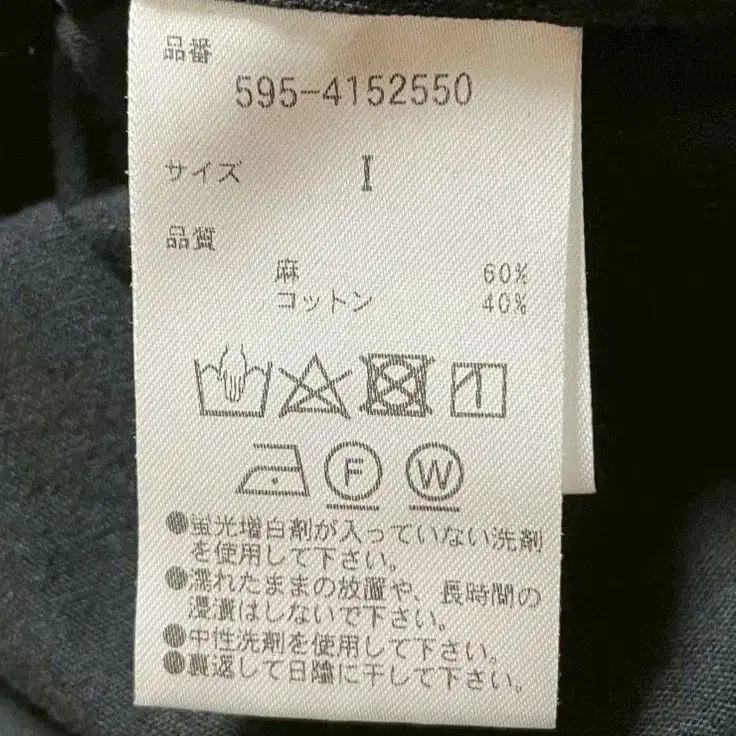 品番
595-4152550
サイズ I
品質
麻 60%
コットン 40%
F W
●蛍光増白剤が入っていない洗剤
を使用して下さい。
●濡れたままの放置や、長時間の
浸漬はしないで下さい。
●中性洗剤を使用して下さい。
●裏返して日陰に干して下さい。